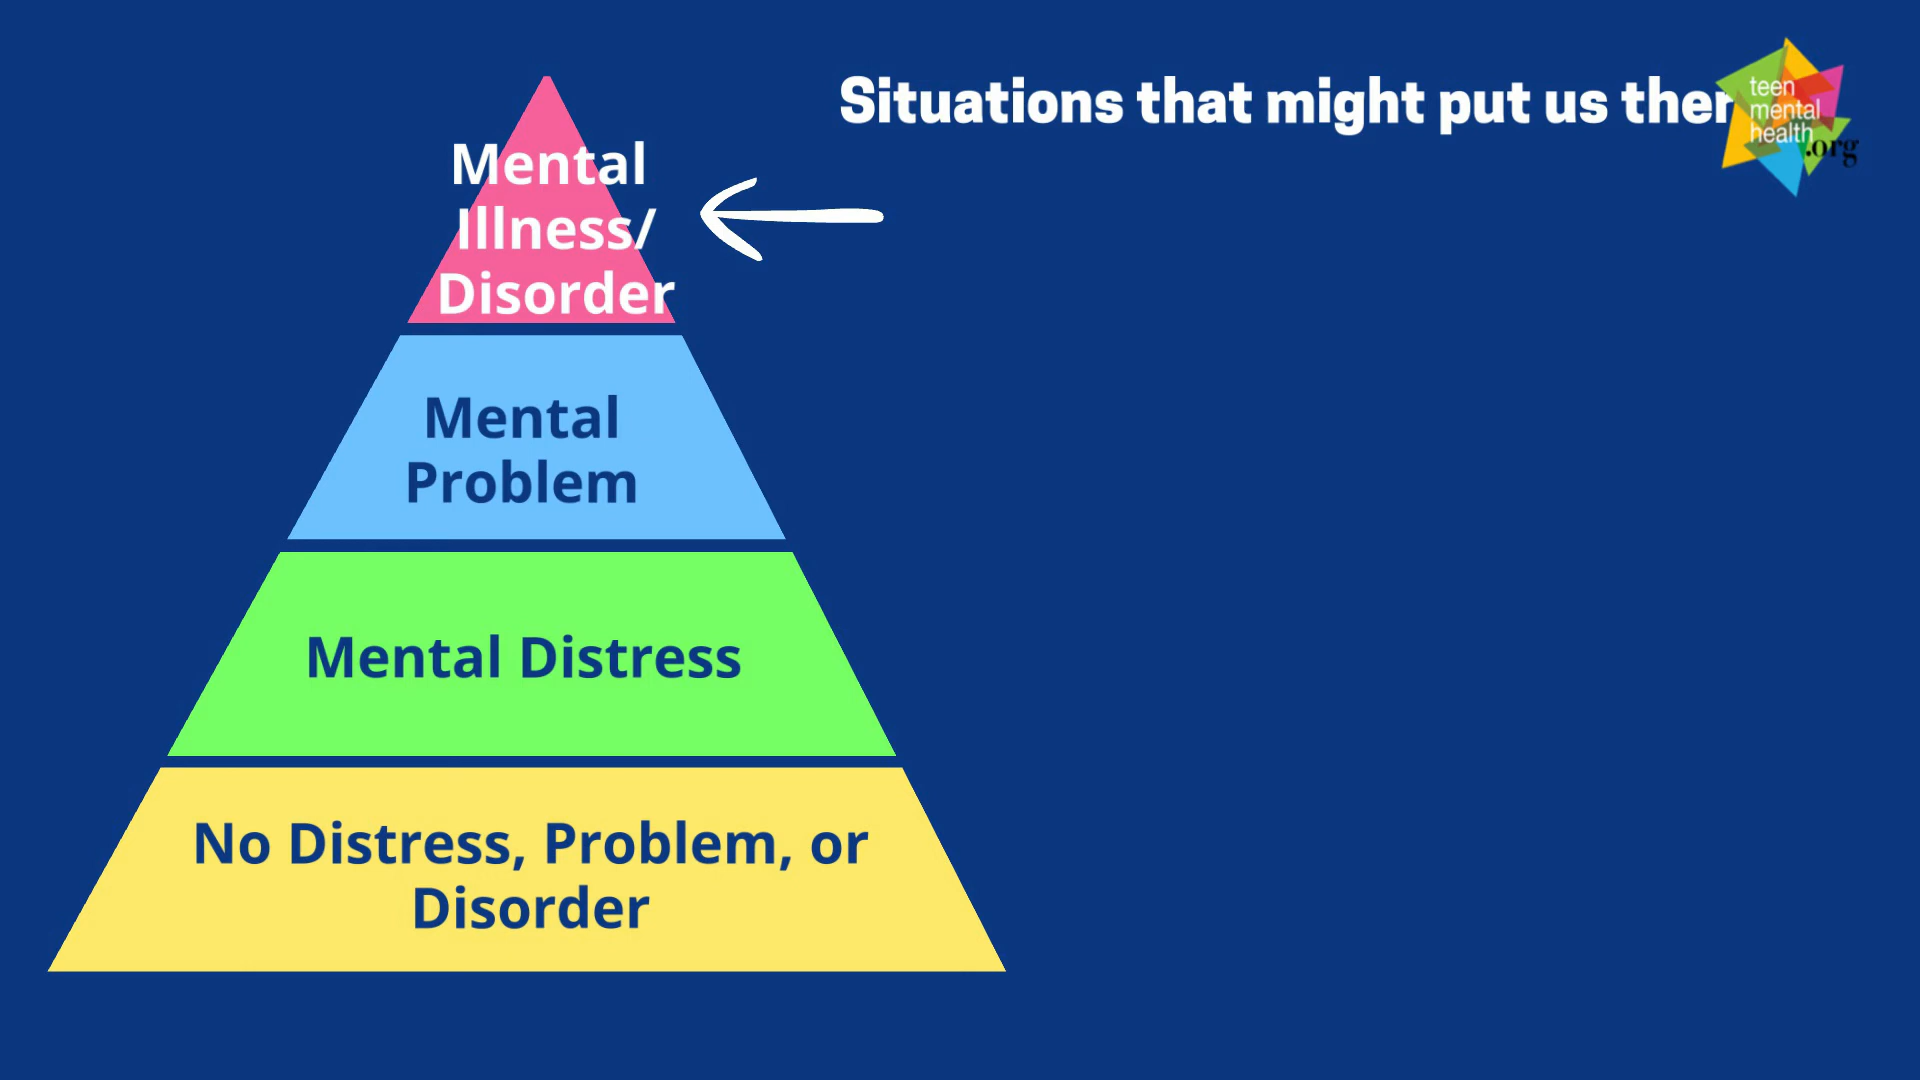 Situations that might put us ther
teen
mental
health
.org
Mental
Illness/
Disorder
Mental
Problem
Mental Distress
No Distress, Problem, or
Disorder